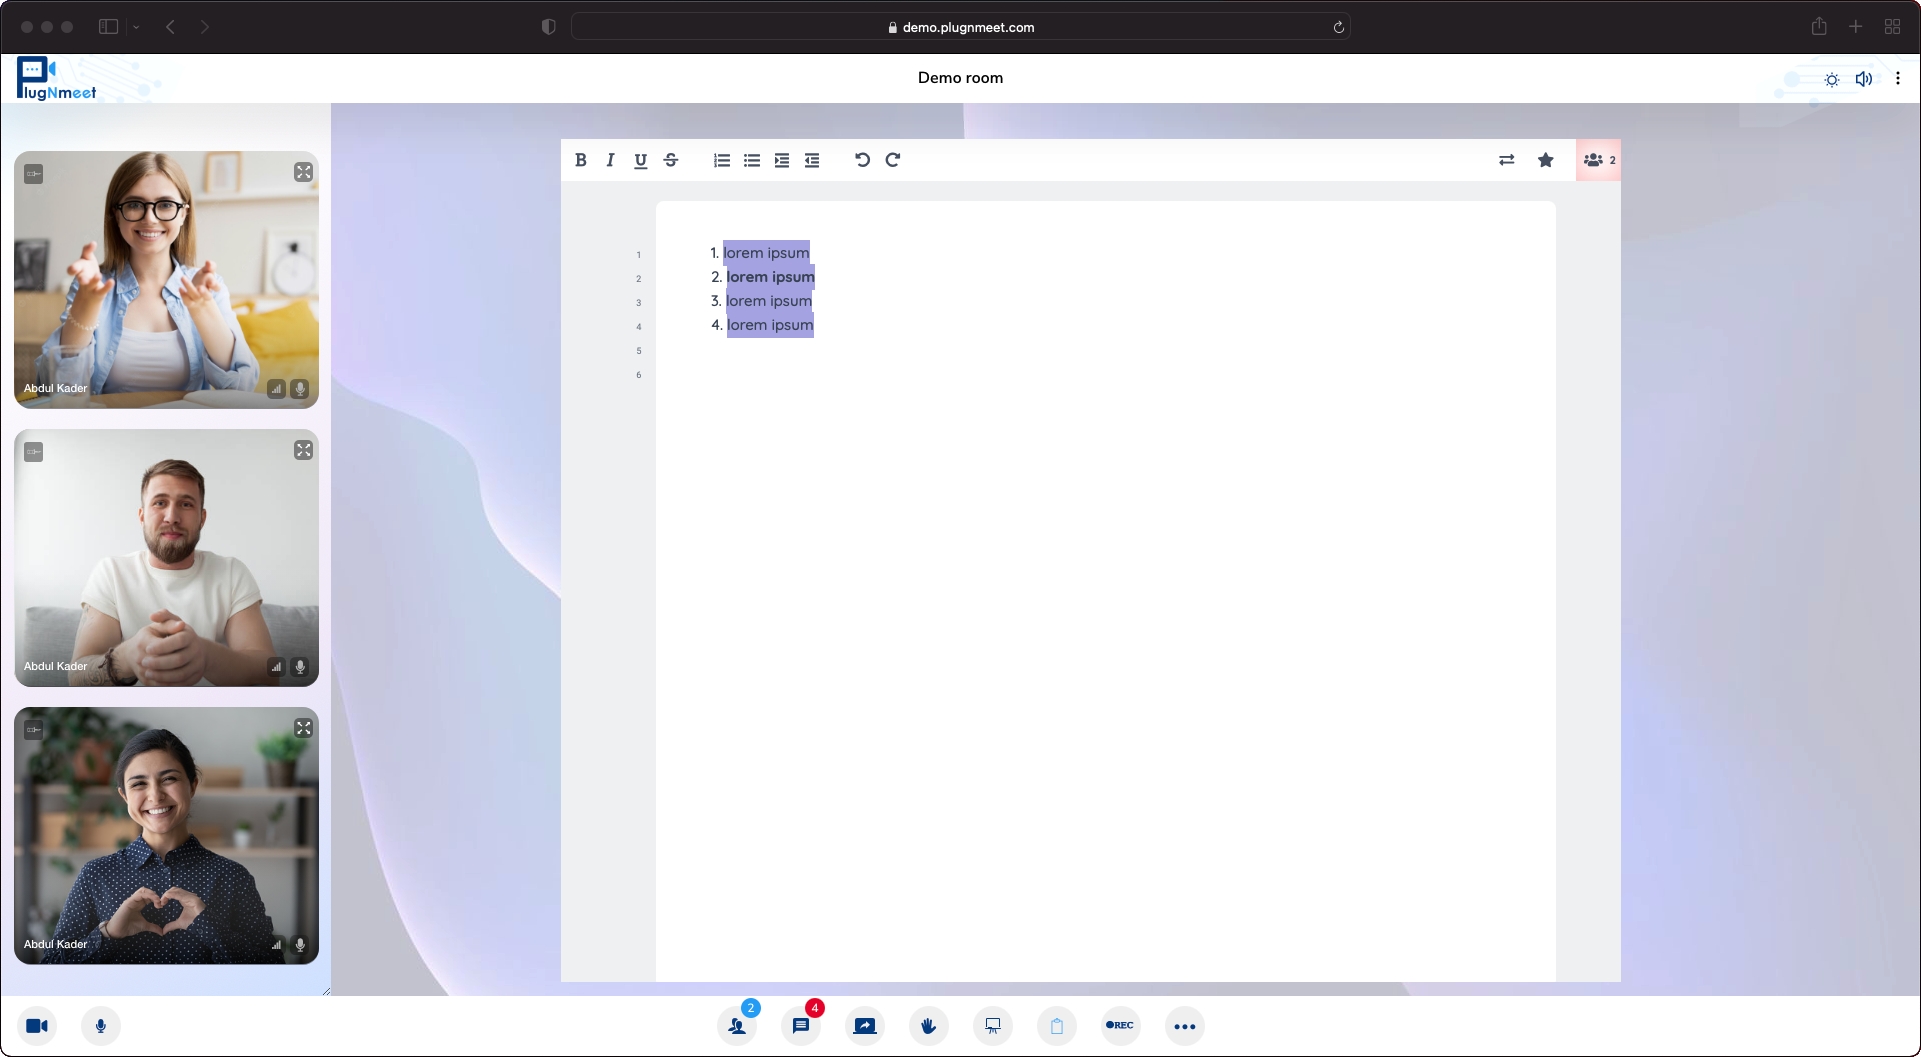 demo.plugnmeet.com
PlugNmeet
Demo room
B I U S
2
Abdul Kader
Abdul Kader
Abdul Kader
1 1. lorem ipsum
2 2. lorem ipsum
3 3. lorem ipsum
4 4. lorem ipsum
5
6
2
4
REC